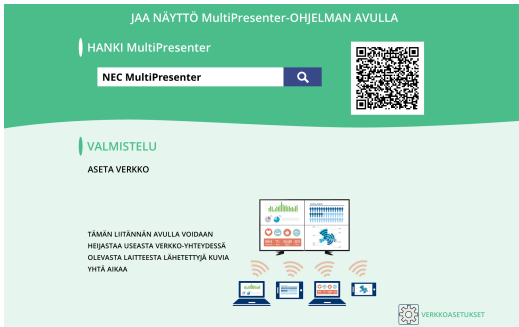 JAA NÄYTTÖ MultiPresenter-OHJELMAN AVULLA
HANKI MultiPresenter
NEC MultiPresenter
VALMISTELU
ASETA VERKKO
TÄMÄN LIITÄNNÄN AVULLA VOIDAAN
HEIJASTAA USEASTA VERKKO-YHTEYDESSÄ
OLEVASTA LAITTEESTA LÄHETETTYJÄ KUVIA
YHTÄ AIKAA
VERKKOASETUKSET